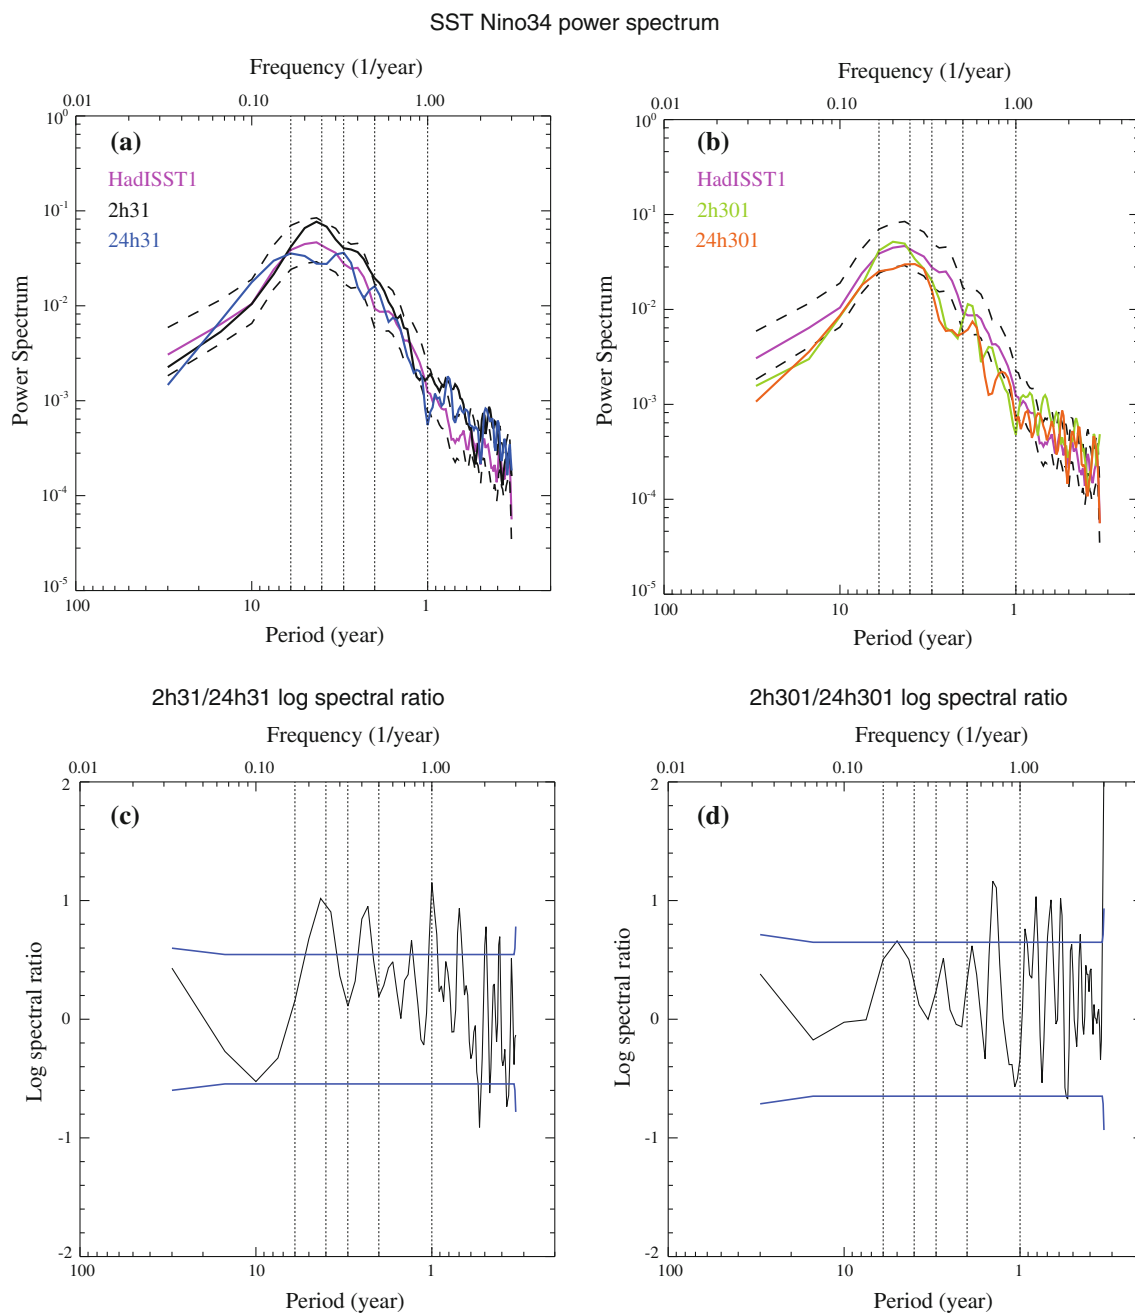 SST Nino34 power spectrum
Frequency (1/year)
0.01 0.10 1.00
10^0
10^-1
10^-2
10^-3
10^-4
10^-5
Power Spectrum
(a)
HadISST1
2h31
24h31
100 10 1
Period (year)
Frequency (1/year)
0.01 0.10 1.00
10^0
10^-1
10^-2
10^-3
10^-4
10^-5
Power Spectrum
(b)
HadISST1
2h301
24h301
100 10 1
Period (year)
2h31/24h31 log spectral ratio
Frequency (1/year)
0.01 0.10 1.00
2
1
0
-1
-2
Log spectral ratio
(c)
100 10 1
Period (year)
2h301/24h301 log spectral ratio
Frequency (1/year)
0.01 0.10 1.00
2
1
0
-1
-2
Log spectral ratio
(d)
100 10 1
Period (year)